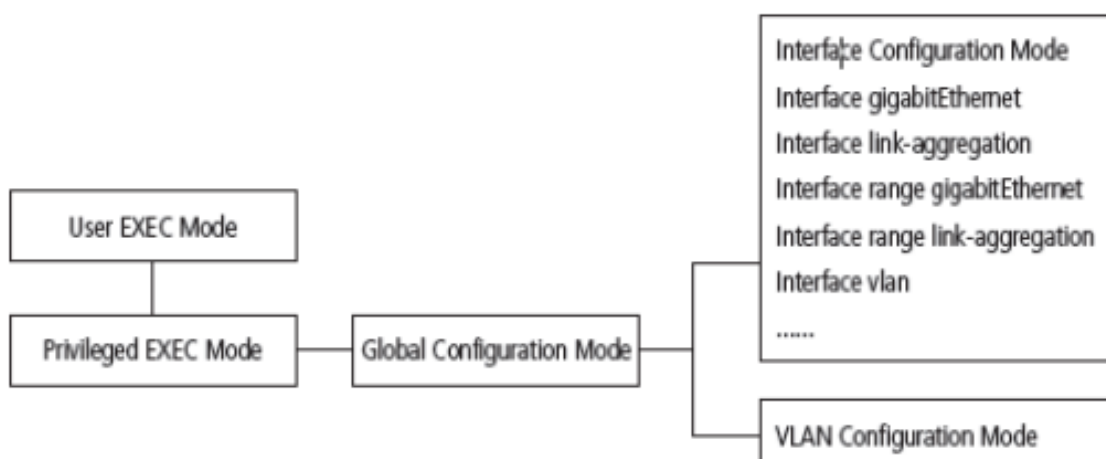 User EXEC Mode
Privileged EXEC Mode
Global Configuration Mode
Interface Configuration Mode
Interface gigabitEthernet
Interface link-aggregation
Interface range gigabitEthernet
Interface range link-aggregation
Interface vlan
......
VLAN Configuration Mode